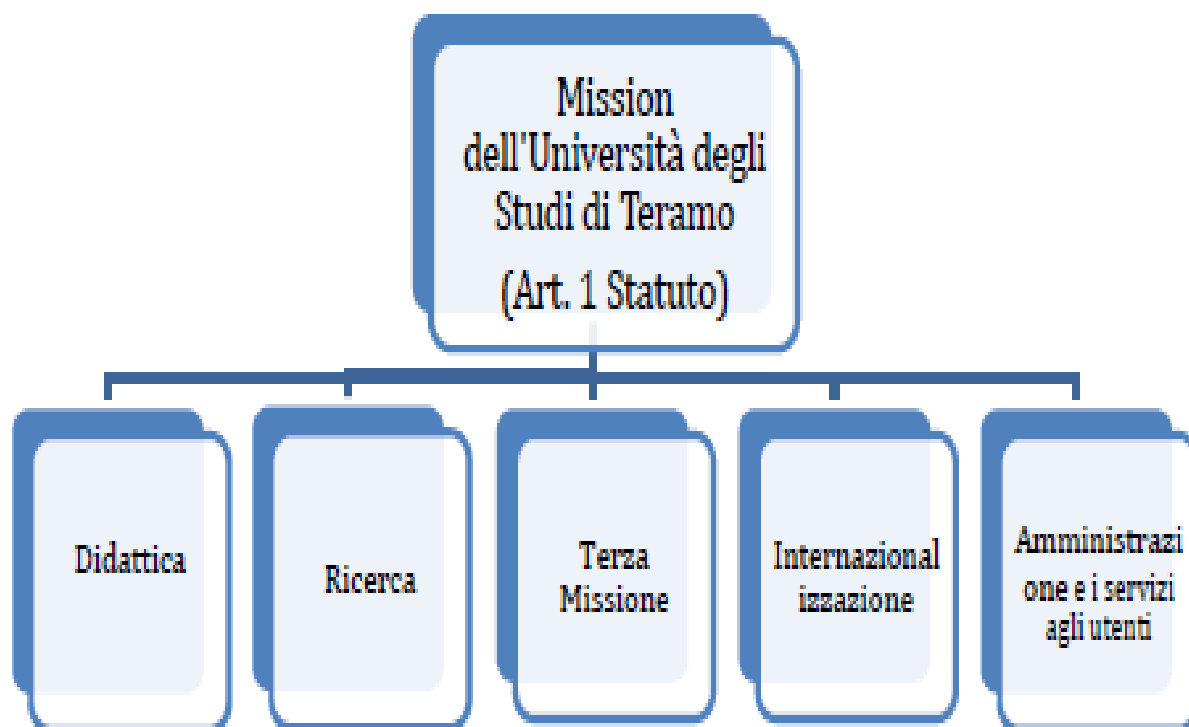 Mission
dell'Università degli
Studi di Teramo
(Art. 1 Statuto)
Didattica
Ricerca
Terza
Missione
Internazional
izzazione
Amministrazi
one e i servizi
agli utenti